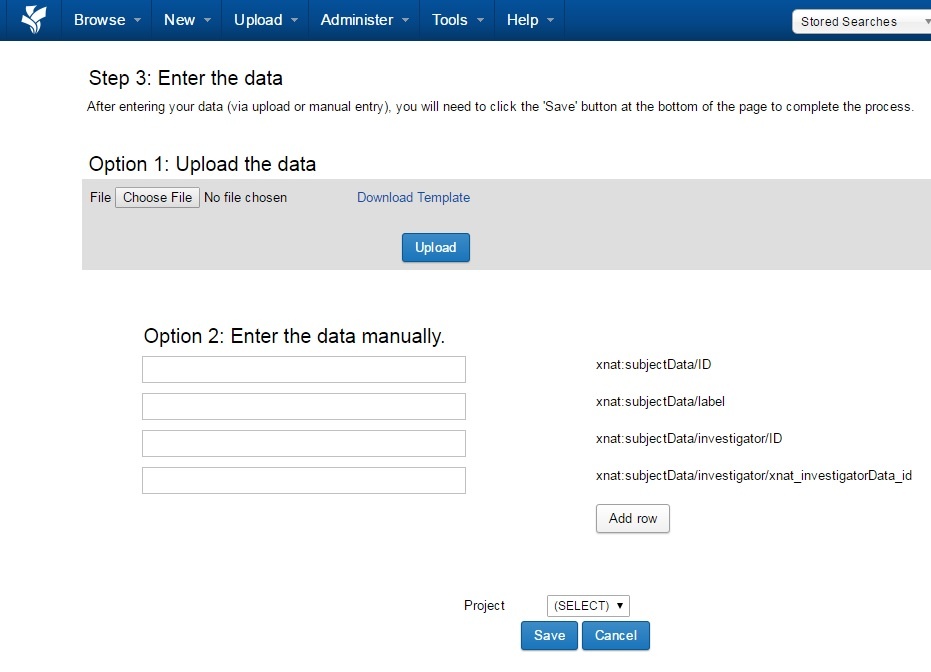 Browse New Upload Administer Tools Help Stored Searches
Step 3: Enter the data
After entering your data (via upload or manual entry), you will need to click the 'Save' button at the bottom of the page to complete the process.
Option 1: Upload the data
File Choose File No file chosen Download Template
Upload
Option 2: Enter the data manually.
xnat:subjectData/ID
xnat:subjectData/label
xnat:subjectData/investigator/ID
xnat:subjectData/investigator/xnat_investigatorData_id
Add row
Project (SELECT)
Save Cancel